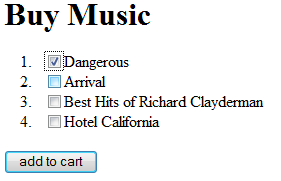 Buy Music
1. Dangerous
2. Arrival
3. Best Hits of Richard Clayderman
4. Hotel California
add to cart